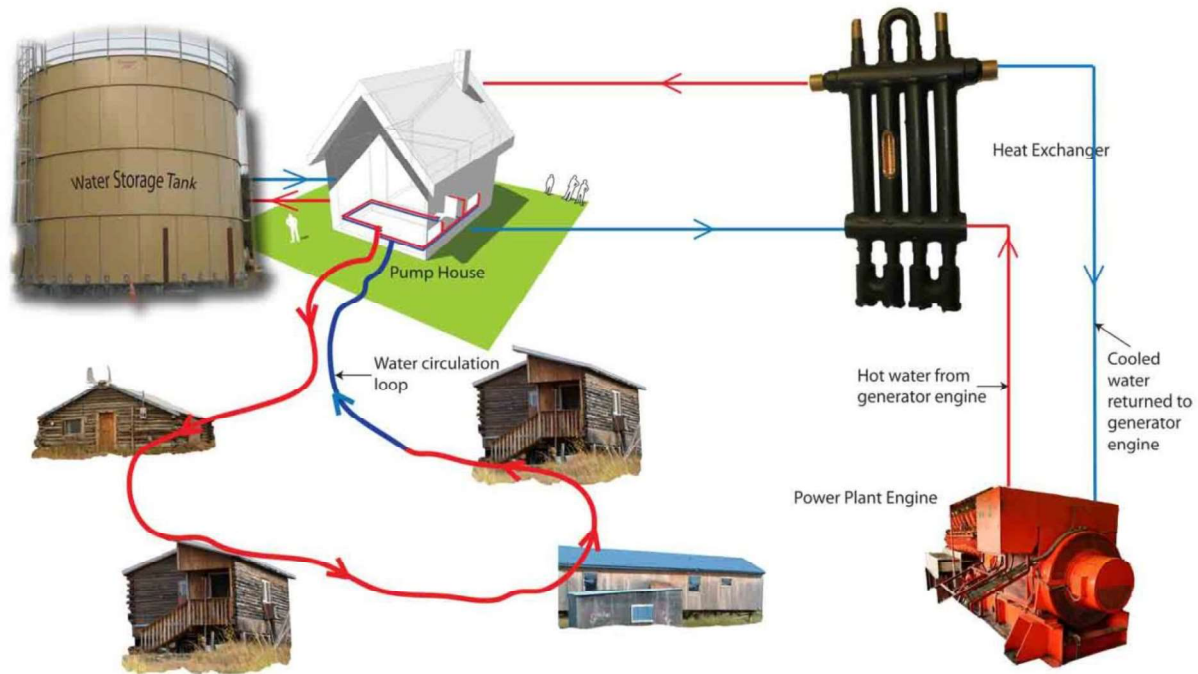 Water Storage Tank
Heat Exchanger
Pump House
Water circulation
loop
Hot water from
generator engine
Cooled
water
returned to
generator
engine
Power Plant Engine